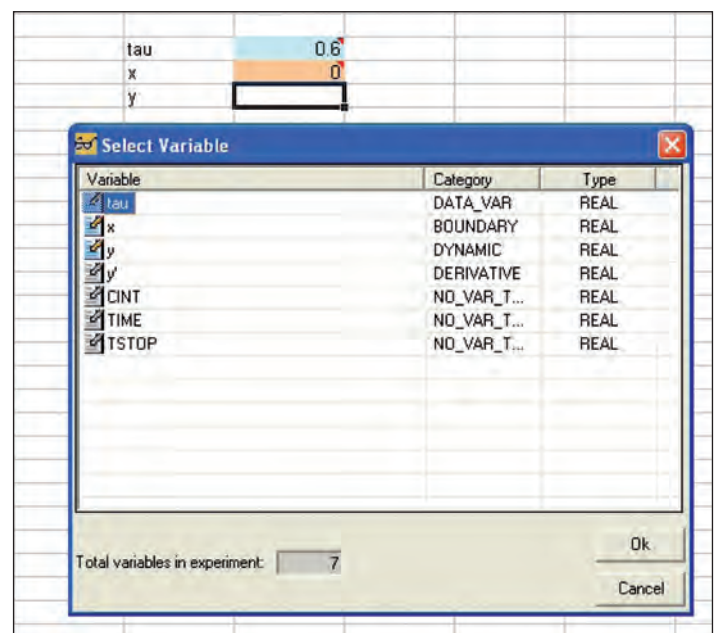 tau 0.6
x 0
y
Select Variable
Variable Category Type
tau DATA_VAR REAL
x BOUNDARY REAL
y DYNAMIC REAL
y' DERIVATIVE REAL
CINT NO_VAR_T... REAL
TIME NO_VAR_T... REAL
TSTOP NO_VAR_T... REAL
Ok
Total variables in experiment: 7
Cancel